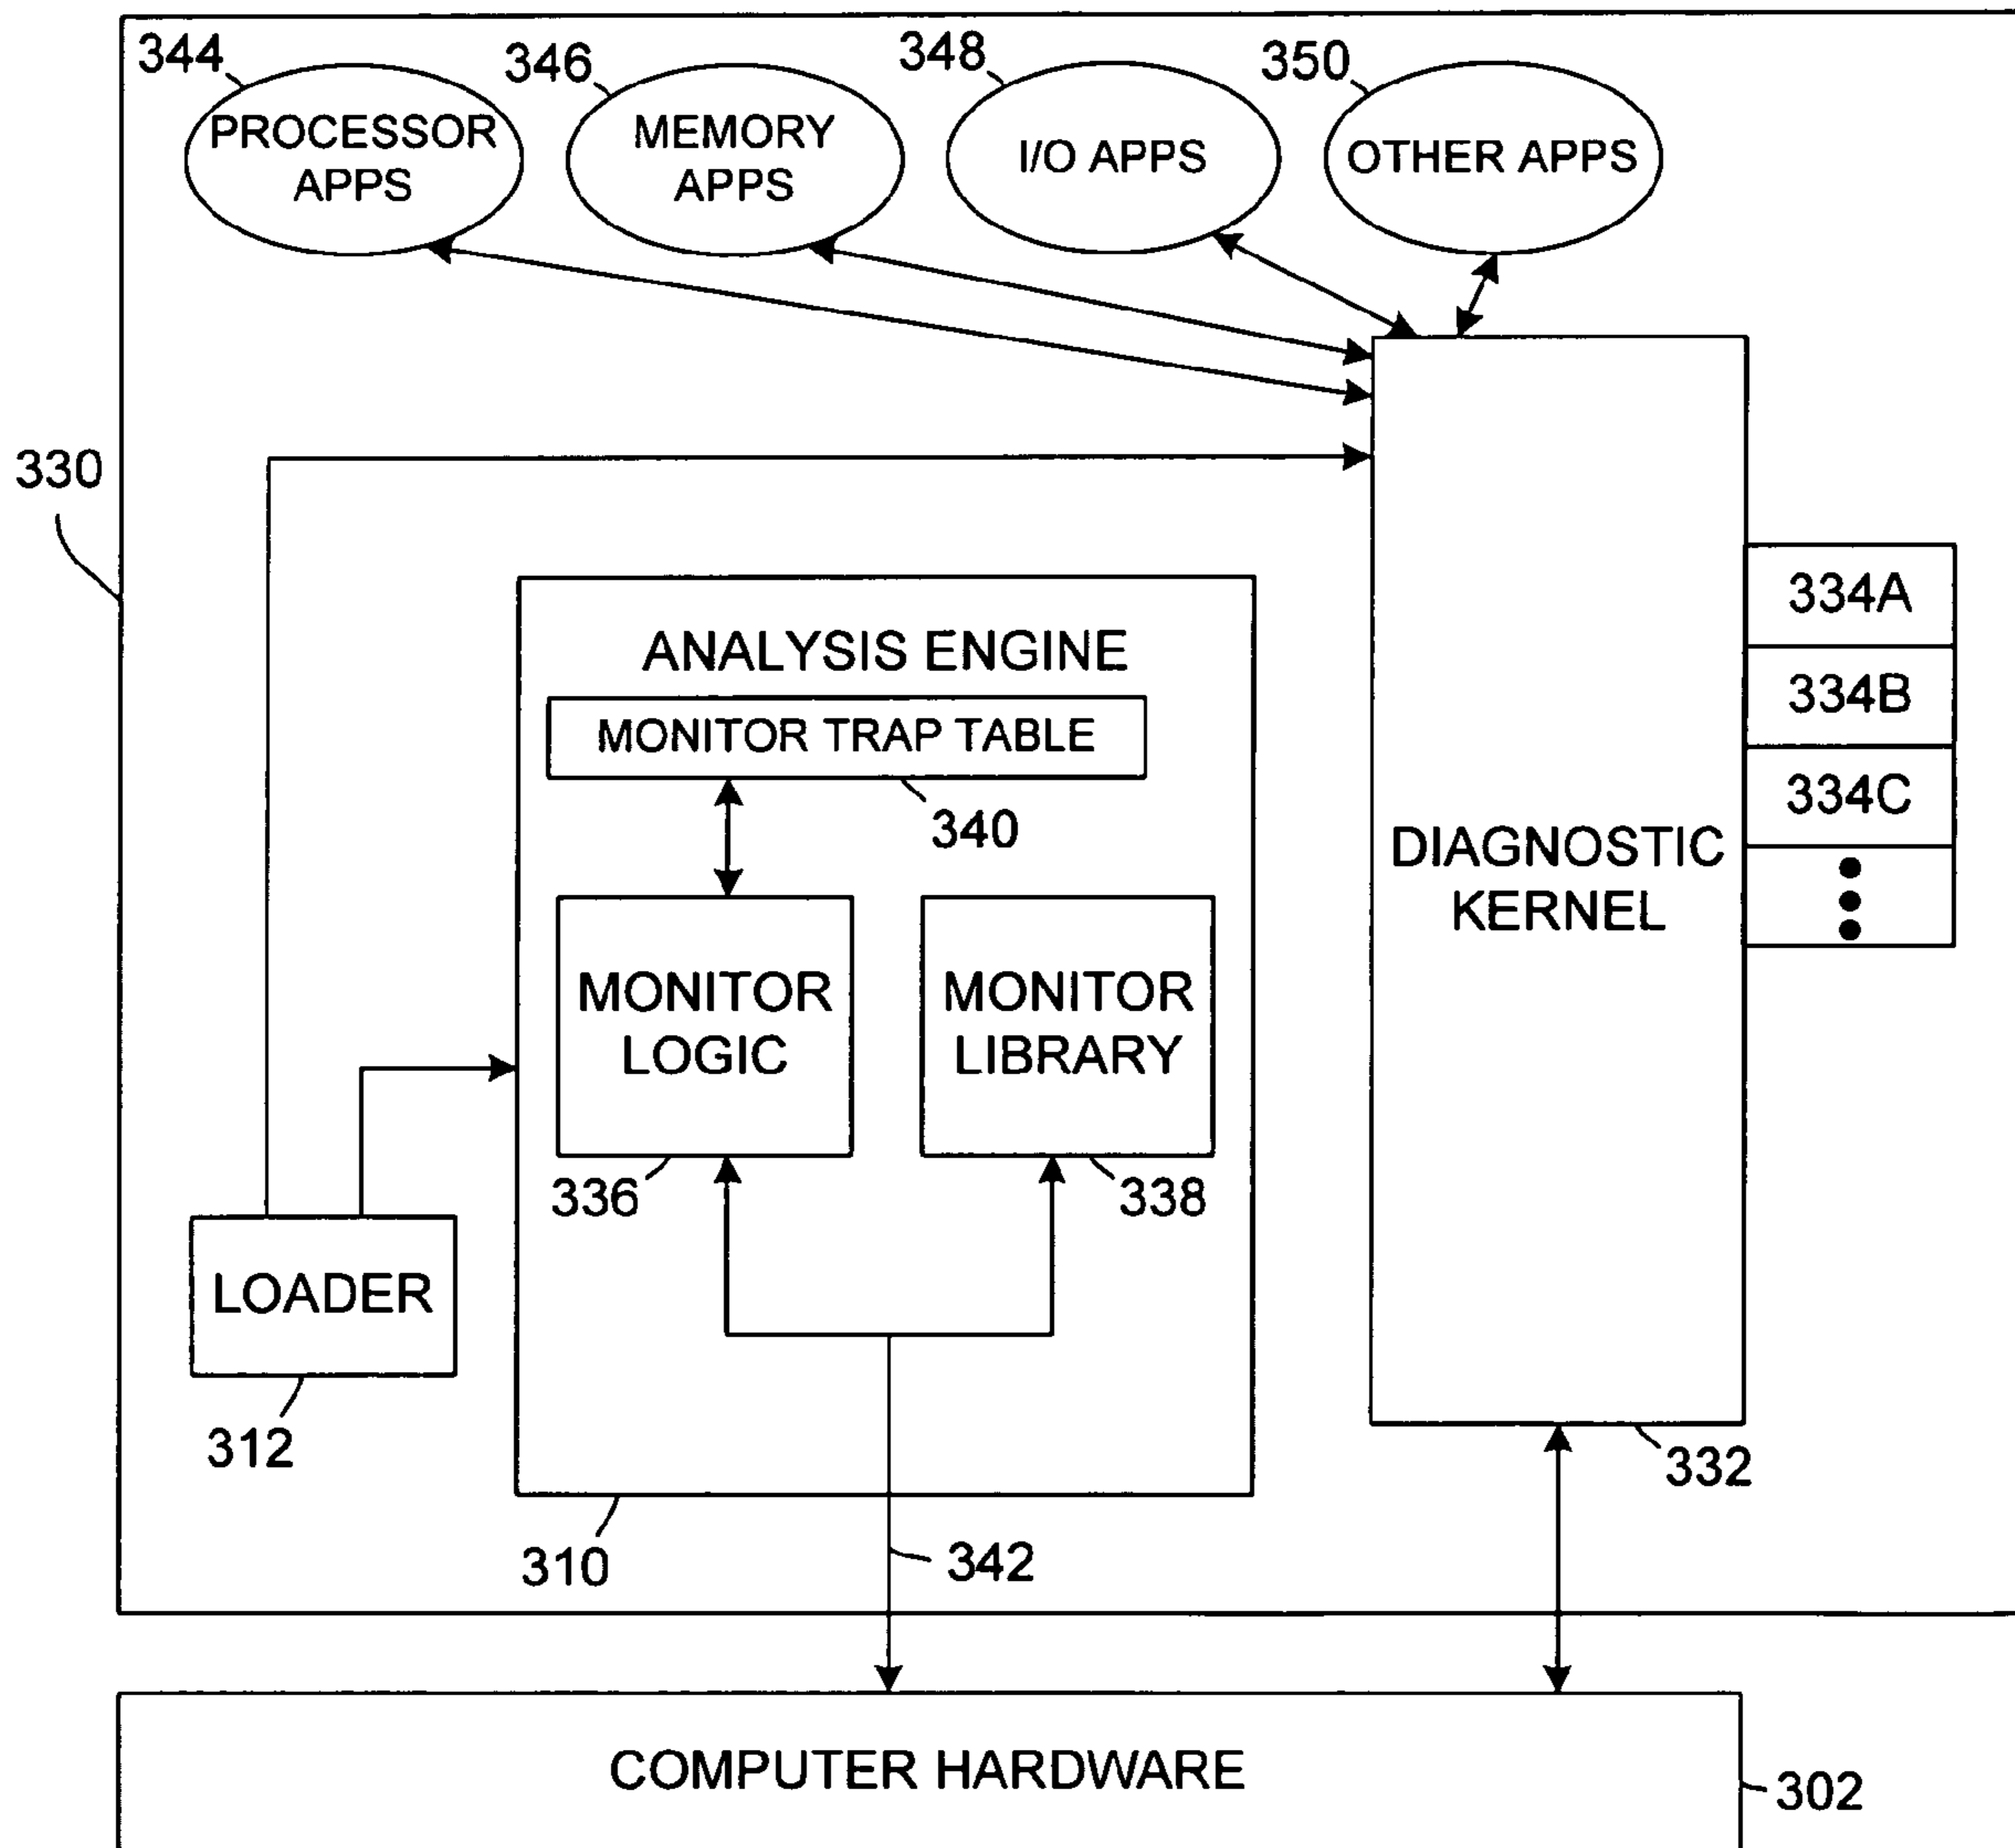 344
346
348
350
PROCESSOR
APPS
MEMORY
APPS
I/O APPS
OTHER APPS
330
334A
334B
334C
ANALYSIS ENGINE
MONITOR TRAP TABLE
340
DIAGNOSTIC
KERNEL
MONITOR
LOGIC
MONITOR
LIBRARY
336
338
LOADER
312
332
310
342
COMPUTER HARDWARE
302